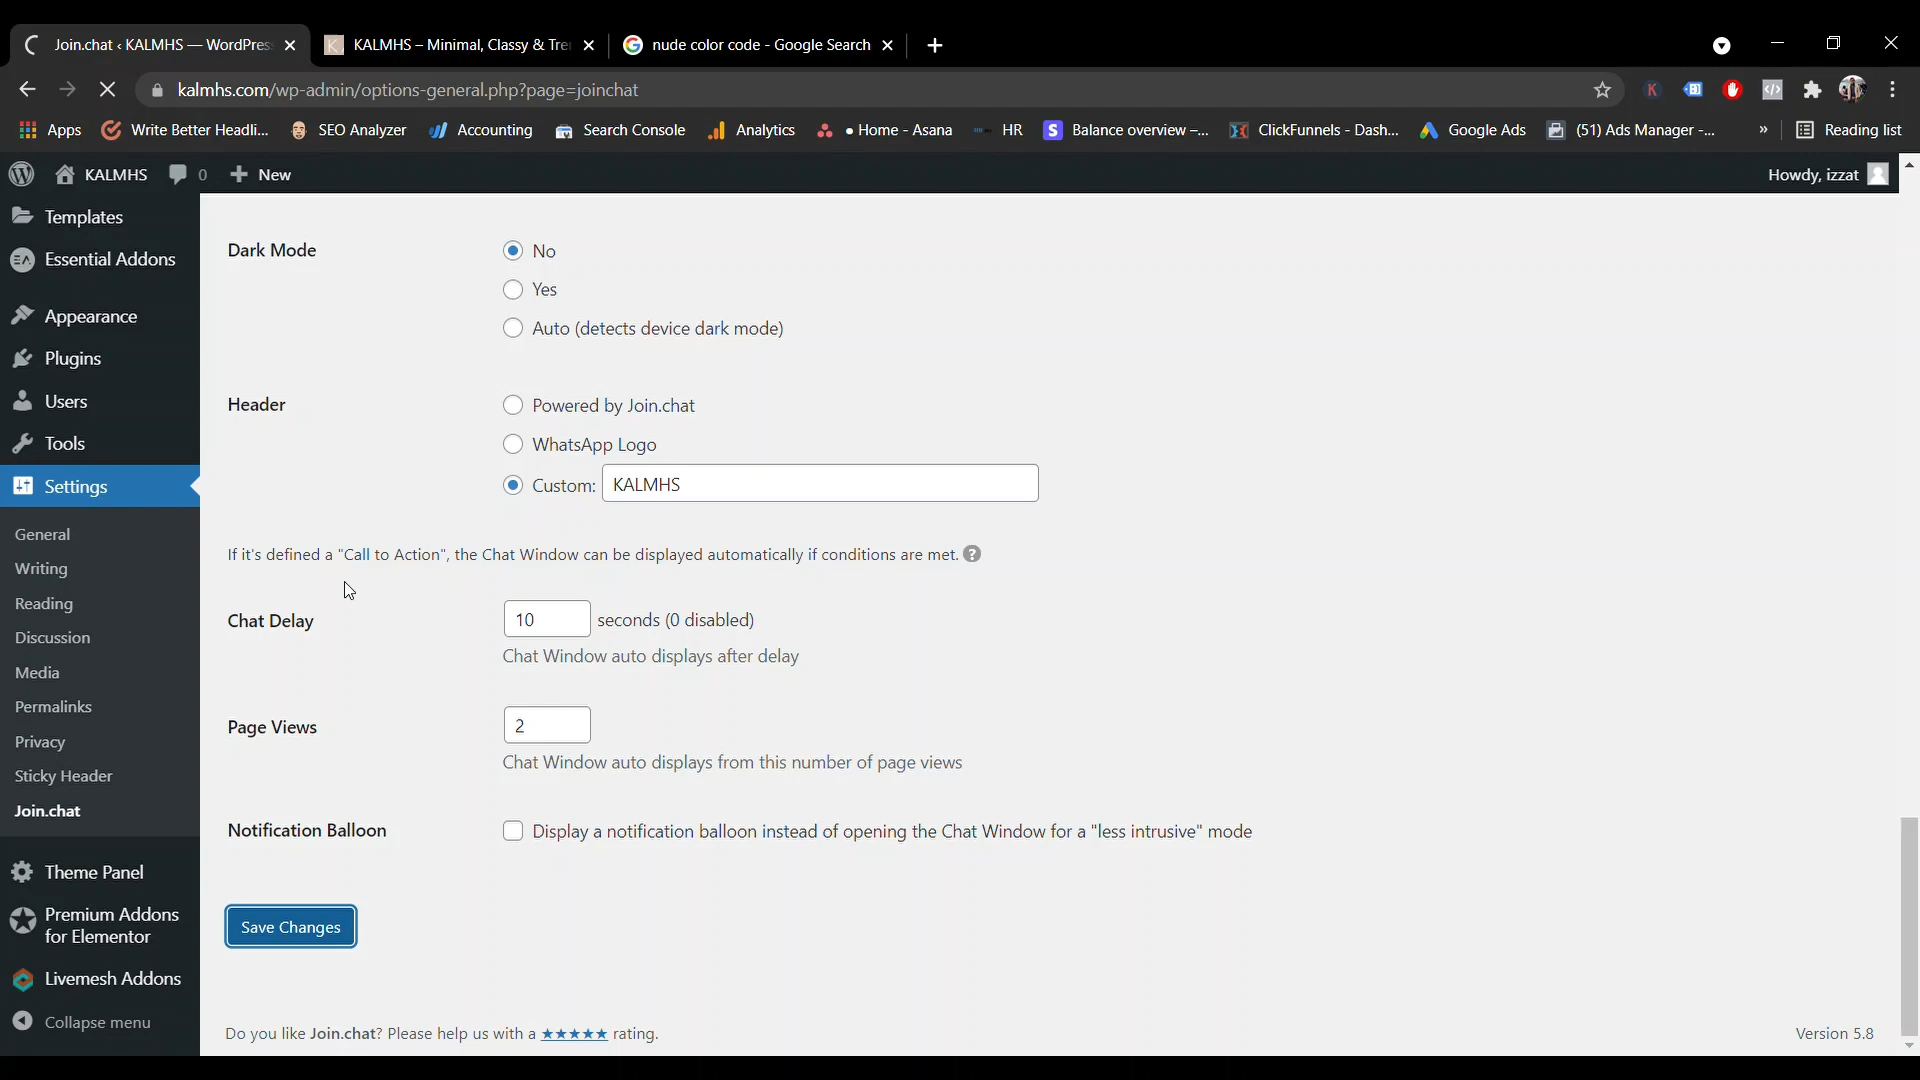 Join.chat ‹ KALMHS — WordPres
KALMHS – Minimal, Classy & Tre
nude color code - Google Search
kalmhs.com/wp-admin/options-general.php?page=joinchat
Apps
Write Better Headli...
SEO Analyzer
Accounting
Search Console
Analytics
• Home - Asana
HR
Balance overview –...
ClickFunnels - Dash...
Google Ads
(51) Ads Manager -...
»
Reading list
KALMHS
0
New
Howdy, izzat
Templates
Essential Addons
Appearance
Plugins
Users
Tools
Settings
General
Writing
Reading
Discussion
Media
Permalinks
Privacy
Sticky Header
Join.chat
Theme Panel
Premium Addons
for Elementor
Livemesh Addons
Collapse menu
Dark Mode
No
Yes
Auto (detects device dark mode)
Header
Powered by Join.chat
WhatsApp Logo
Custom: KALMHS
If it's defined a "Call to Action", the Chat Window can be displayed automatically if conditions are met. ?
Chat Delay
10 seconds (0 disabled)
Chat Window auto displays after delay
Page Views
2
Chat Window auto displays from this number of page views
Notification Balloon
Display a notification balloon instead of opening the Chat Window for a "less intrusive" mode
Save Changes
Do you like Join.chat? Please help us with a ★★★★★ rating.
Version 5.8